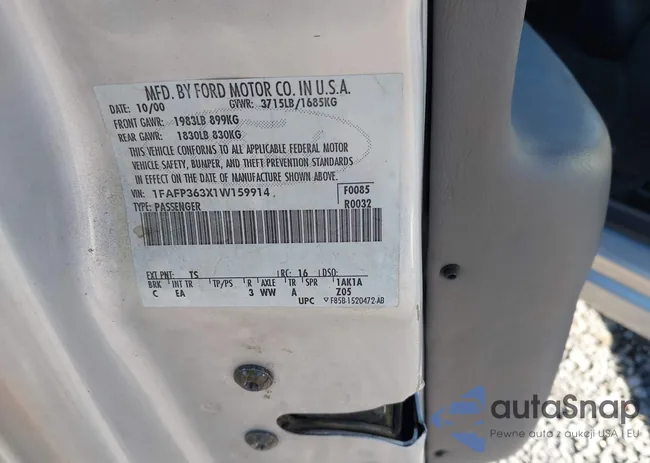 MFD. BY FORD MOTOR CO. IN U.S.A.
DATE: 10/00 GVWR: 3715LB/1685KG
FRONT GAWR: 1983LB 899KG
REAR GAWR: 1830LB 830KG
THIS VEHICLE CONFORMS TO ALL APPLICABLE FEDERAL MOTOR
VEHICLE SAFETY, BUMPER, AND THEFT PREVENTION STANDARDS
IN EFFECT ON THE DATE OF MANUFACTURE SHOWN ABOVE.
VIN: 1FAFP363X1W159914 F0085
TYPE: PASSENGER R0032
EXT PNT: TS RC: 16 DSO:
BRK INT TR TP/PS R AXLE TR SPR 1AK1A
C EA 3 WW A Z05
UPC F85B-1520472-AB
autoSnap
Pewne auta z aukcji USA i EU